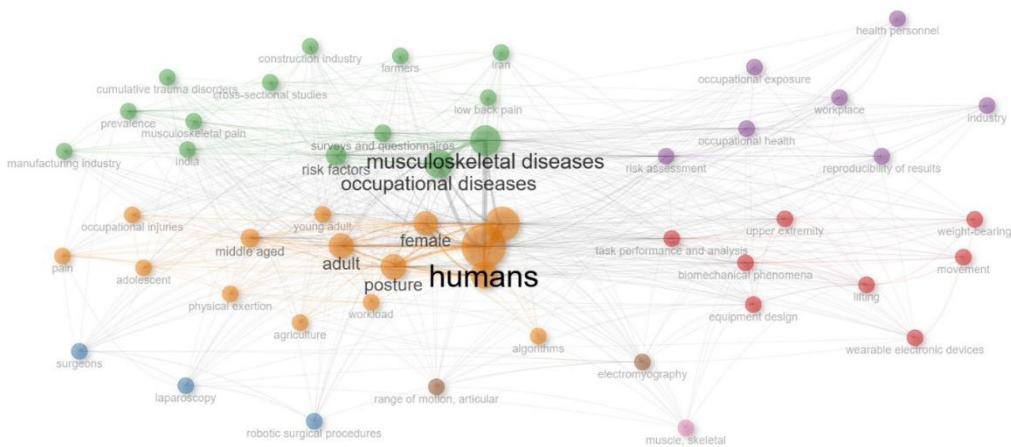 health personnel
construction industry
farmers
iran
occupational exposure
cumulative trauma disorders
cross-sectional studies
low back pain
workplace
industry
prevalence
musculoskeletal pain
surveys and questionnaires
occupational health
manufacturing industry
india
risk factors
musculoskeletal diseases
risk assessment
reproducibility of results
occupational diseases
occupational injuries
young adult
female
upper extremity
weight-bearing
middle aged
adult
task performance and analysis
pain
adolescent
posture
humans
biomechanical phenomena
movement
physical exertion
workload
lifting
agriculture
equipment design
algorithms
wearable electronic devices
surgeons
electromyography
laparoscopy
range of motion, articular
robotic surgical procedures
muscle, skeletal